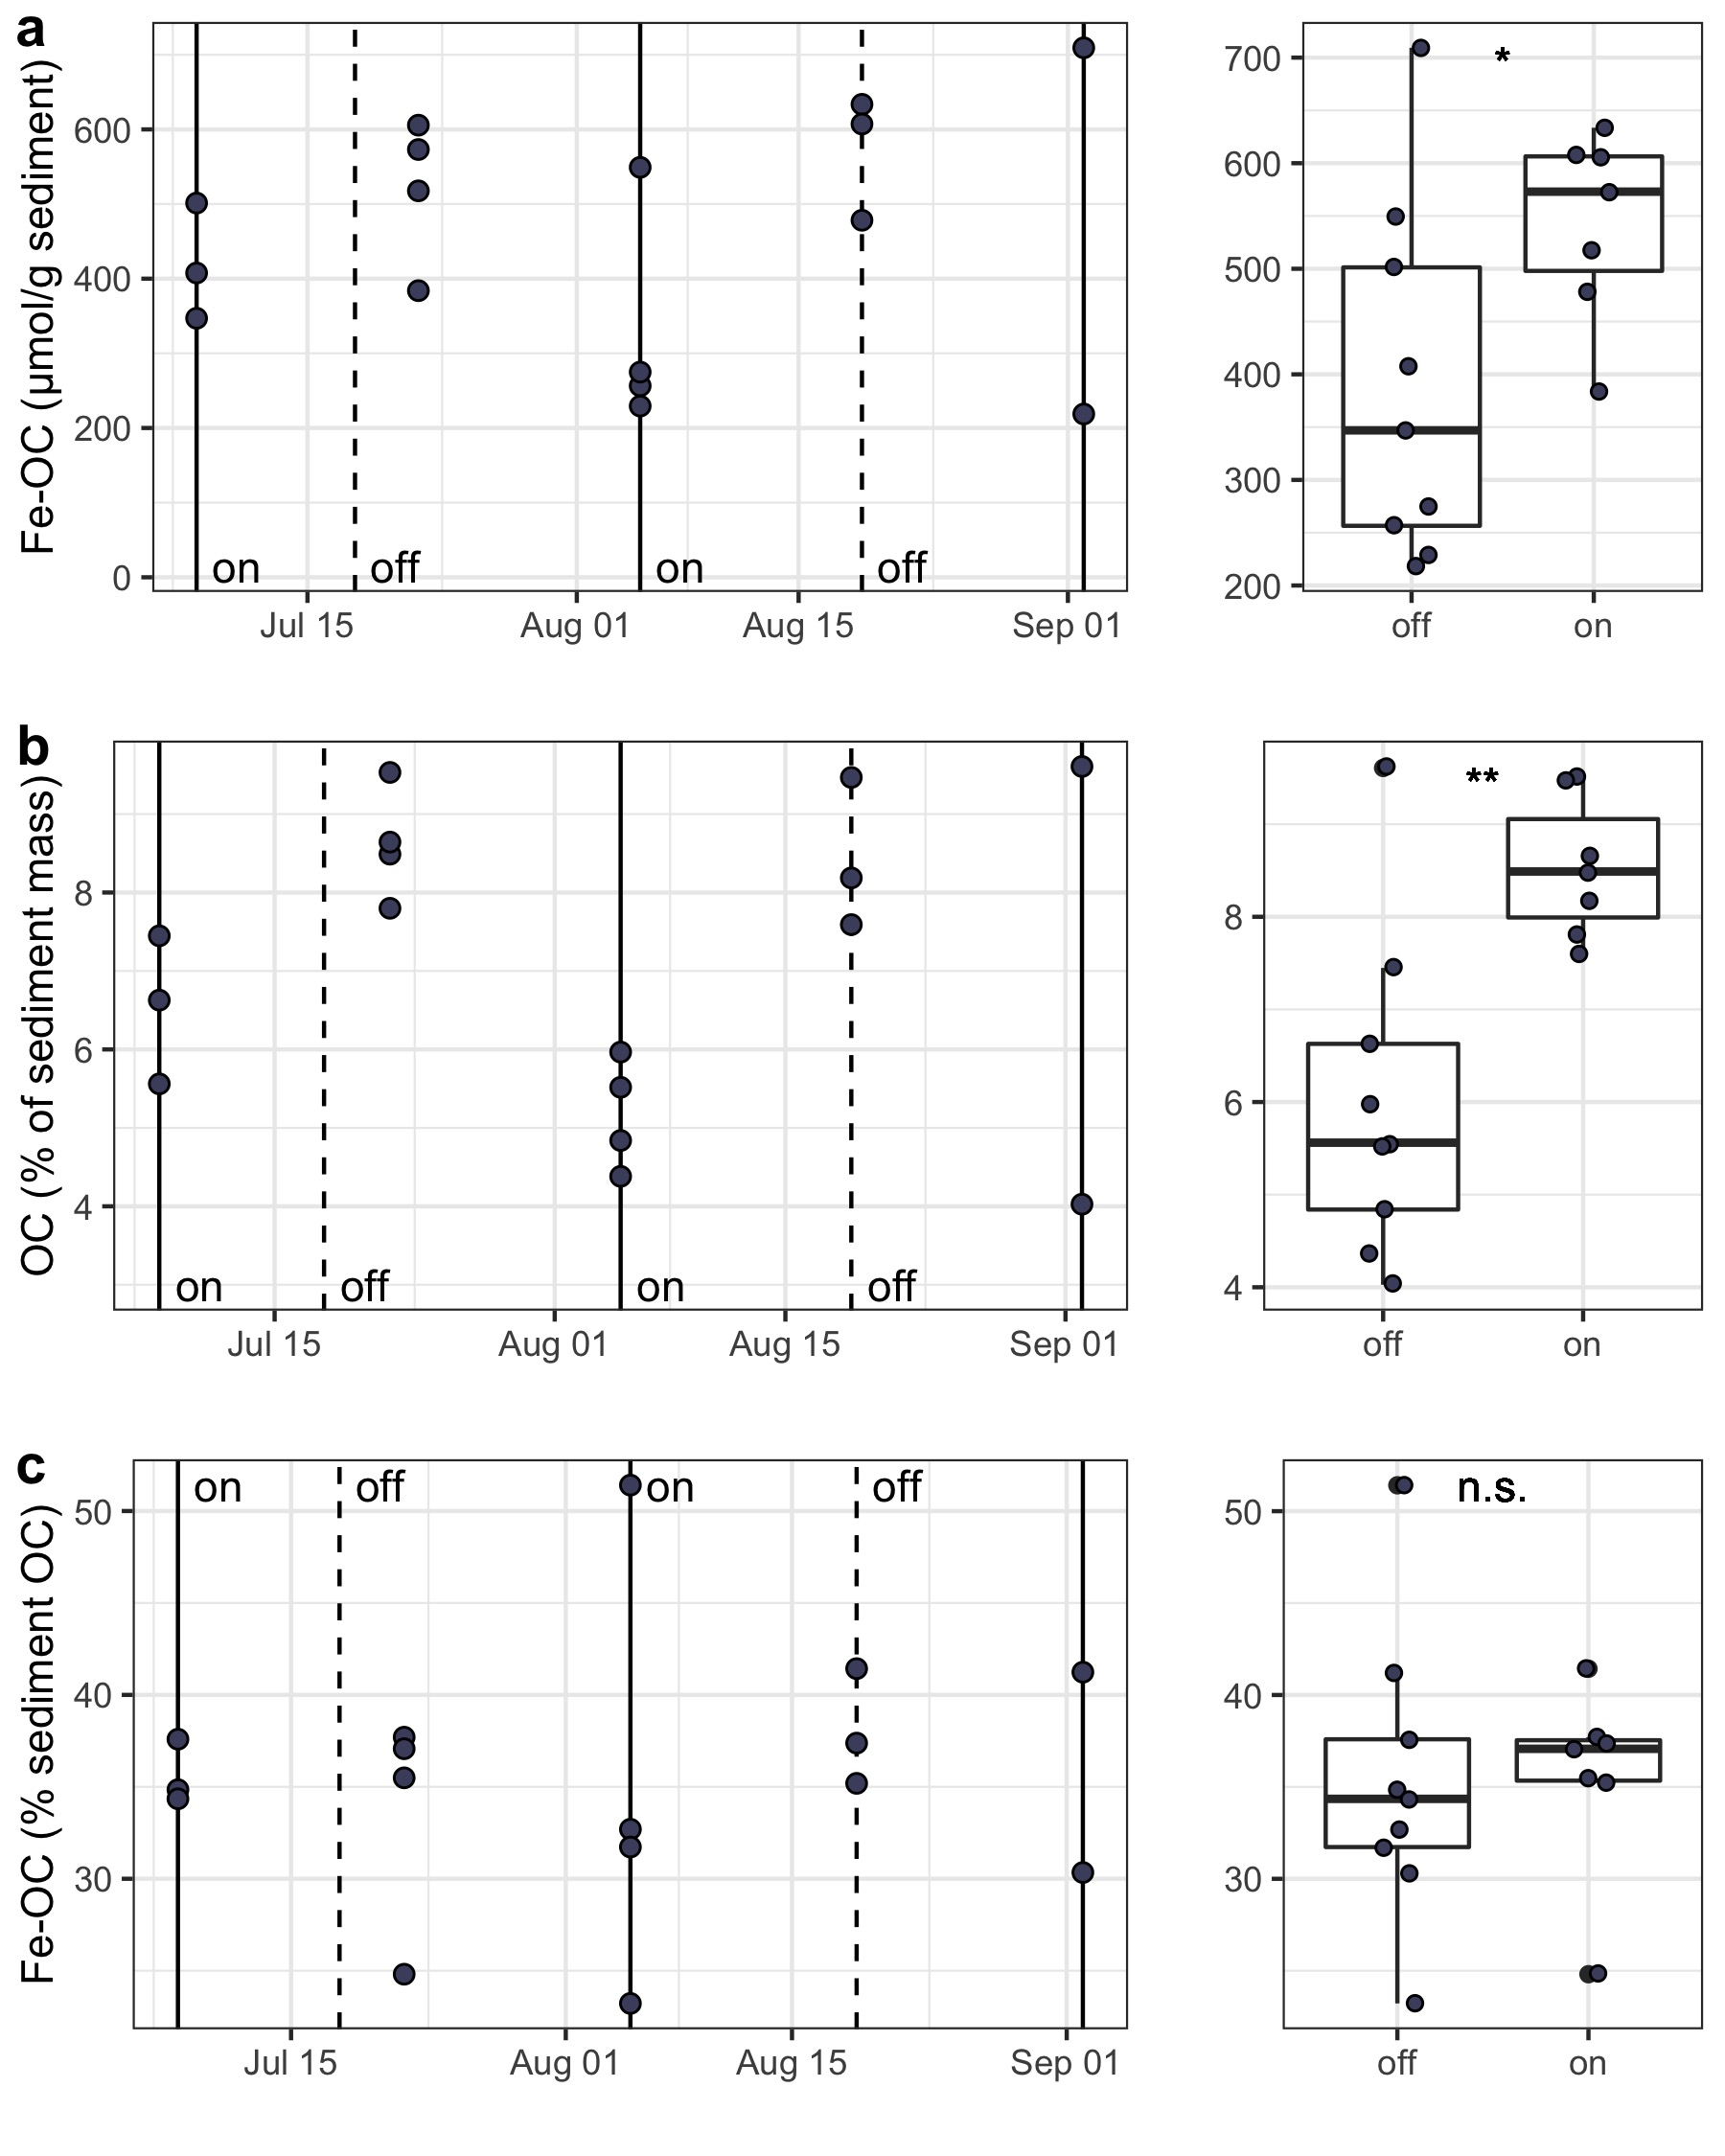 a
Fe-OC (µmol/g sediment)
600
400
200
0
on
off
on
off
Jul 15
Aug 01
Aug 15
Sep 01
700
600
500
400
300
200
*
off
on
b
OC (% of sediment mass)
8
6
4
on
off
on
off
Jul 15
Aug 01
Aug 15
Sep 01
8
6
4
**
off
on
c
Fe-OC (% sediment OC)
50
40
30
on
off
on
off
Jul 15
Aug 01
Aug 15
Sep 01
50
40
30
n.s.
off
on